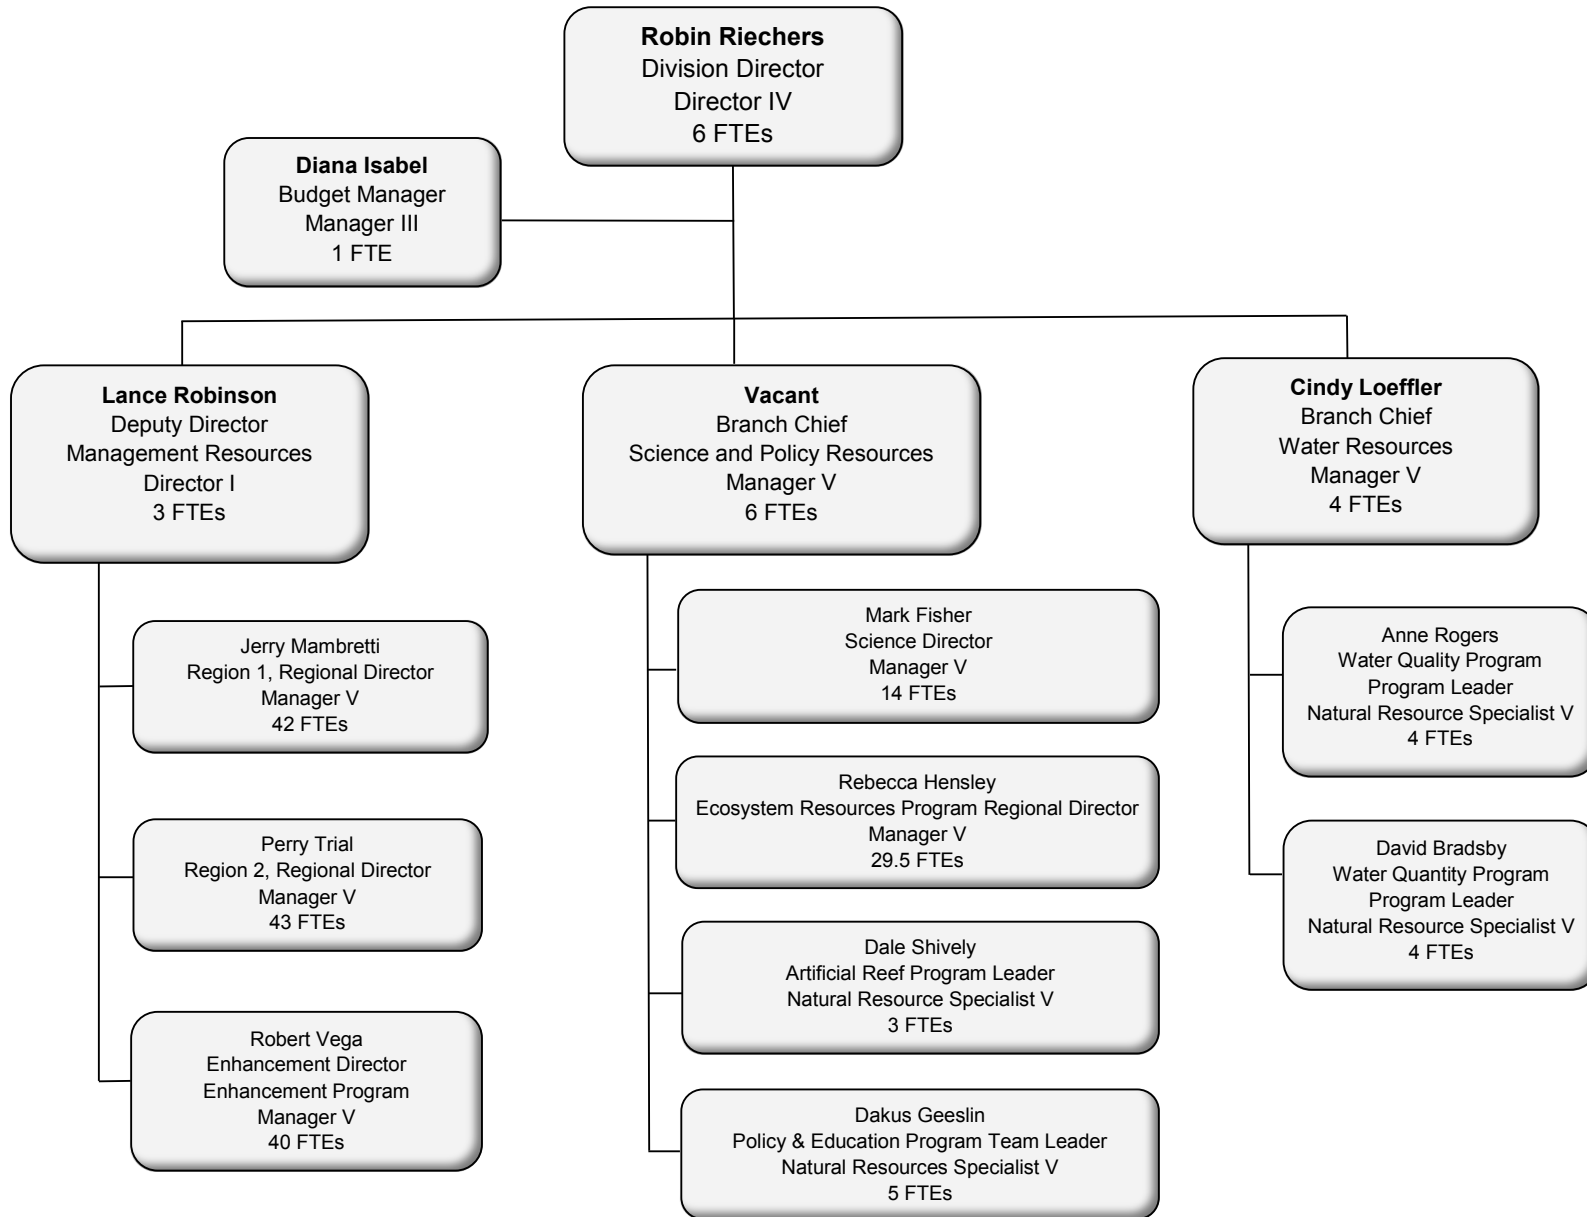 Robin Riechers
Division Director
Director IV
6 FTEs
Diana Isabel
Budget Manager
Manager III
1 FTE
Lance Robinson
Deputy Director
Management Resources
Director I
3 FTEs
Jerry Mambretti
Region 1, Regional Director
Manager V
42 FTEs
Perry Trial
Region 2, Regional Director
Manager V
43 FTEs
Robert Vega
Enhancement Director
Enhancement Program
Manager V
40 FTEs
Vacant
Branch Chief
Science and Policy Resources
Manager V
6 FTEs
Mark Fisher
Science Director
Manager V
14 FTEs
Rebecca Hensley
Ecosystem Resources Program Regional Director
Manager V
29.5 FTEs
Dale Shively
Artificial Reef Program Leader
Natural Resource Specialist V
3 FTEs
Dakus Geeslin
Policy & Education Program Team Leader
Natural Resources Specialist V
5 FTEs
Cindy Loeffler
Branch Chief
Water Resources
Manager V
4 FTEs
Anne Rogers
Water Quality Program
Program Leader
Natural Resource Specialist V
4 FTEs
David Bradsby
Water Quantity Program
Program Leader
Natural Resource Specialist V
4 FTEs